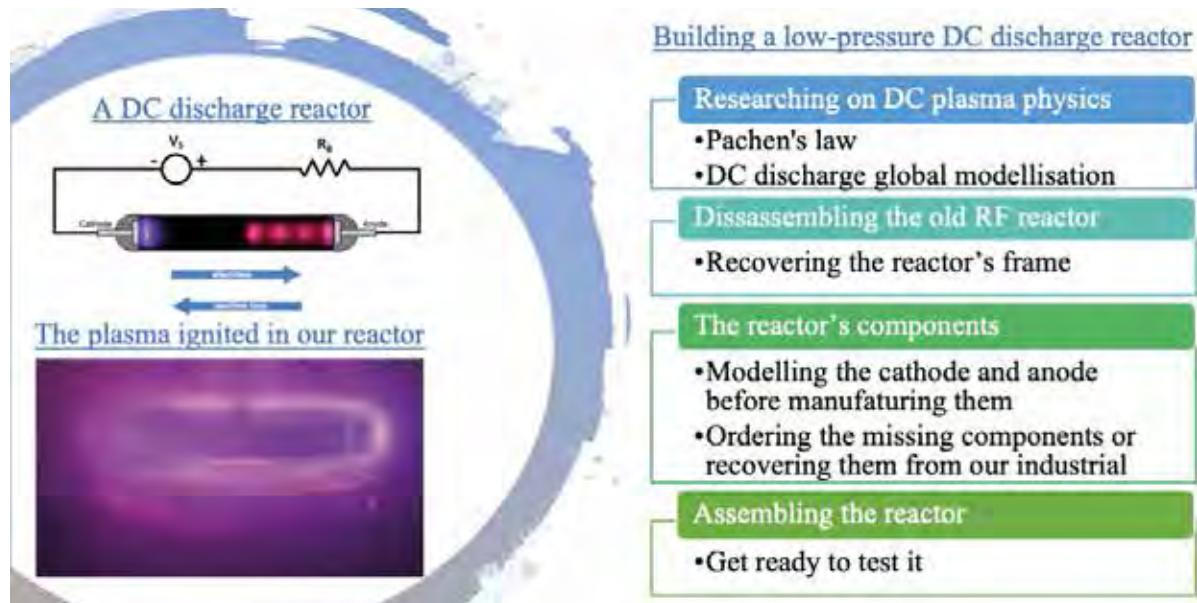 A DC discharge reactor
Vs
- +
RB
Cathode
Anode
electrons
The plasma ignited in our reactor
Building a low-pressure DC discharge reactor
Researching on DC plasma physics
•Pachen's law
•DC discharge global modellisation
Dissassembling the old RF reactor
•Recovering the reactor’s frame
The reactor’s components
•Modelling the cathode and anode
before manufaturing them
•Ordering the missing components or
recovering them from our industrial
Assembling the reactor
•Get ready to test it